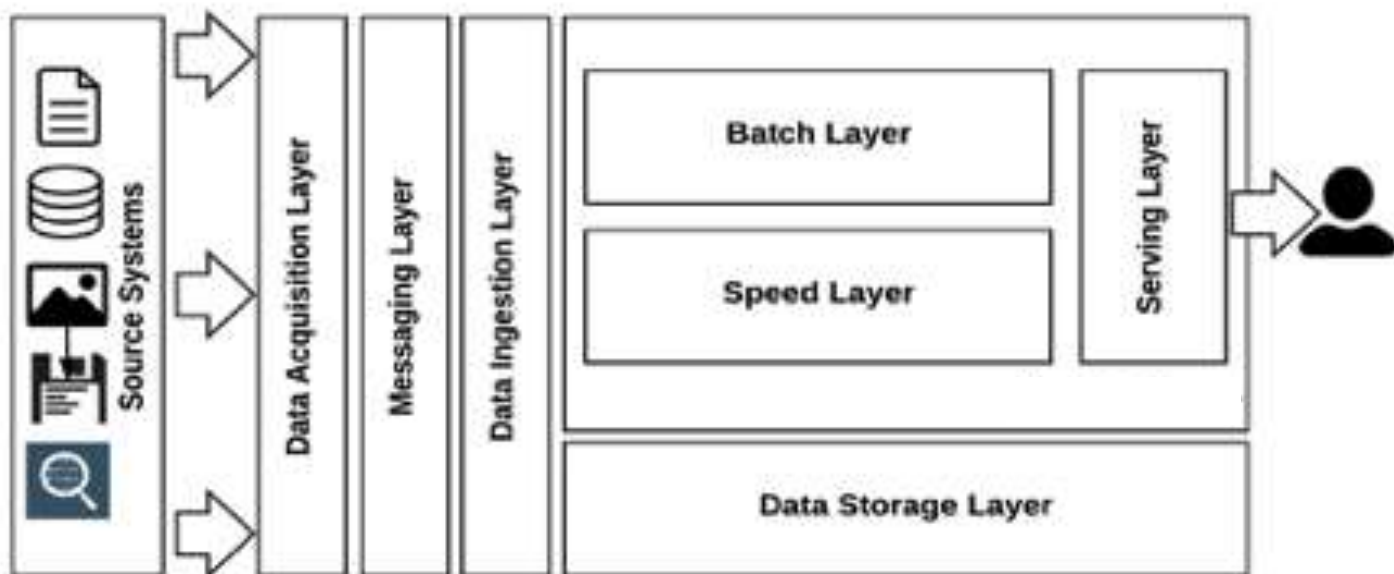 Source Systems
Data Acquisition Layer
Messaging Layer
Data Ingestion Layer
Batch Layer
Speed Layer
Serving Layer
Data Storage Layer